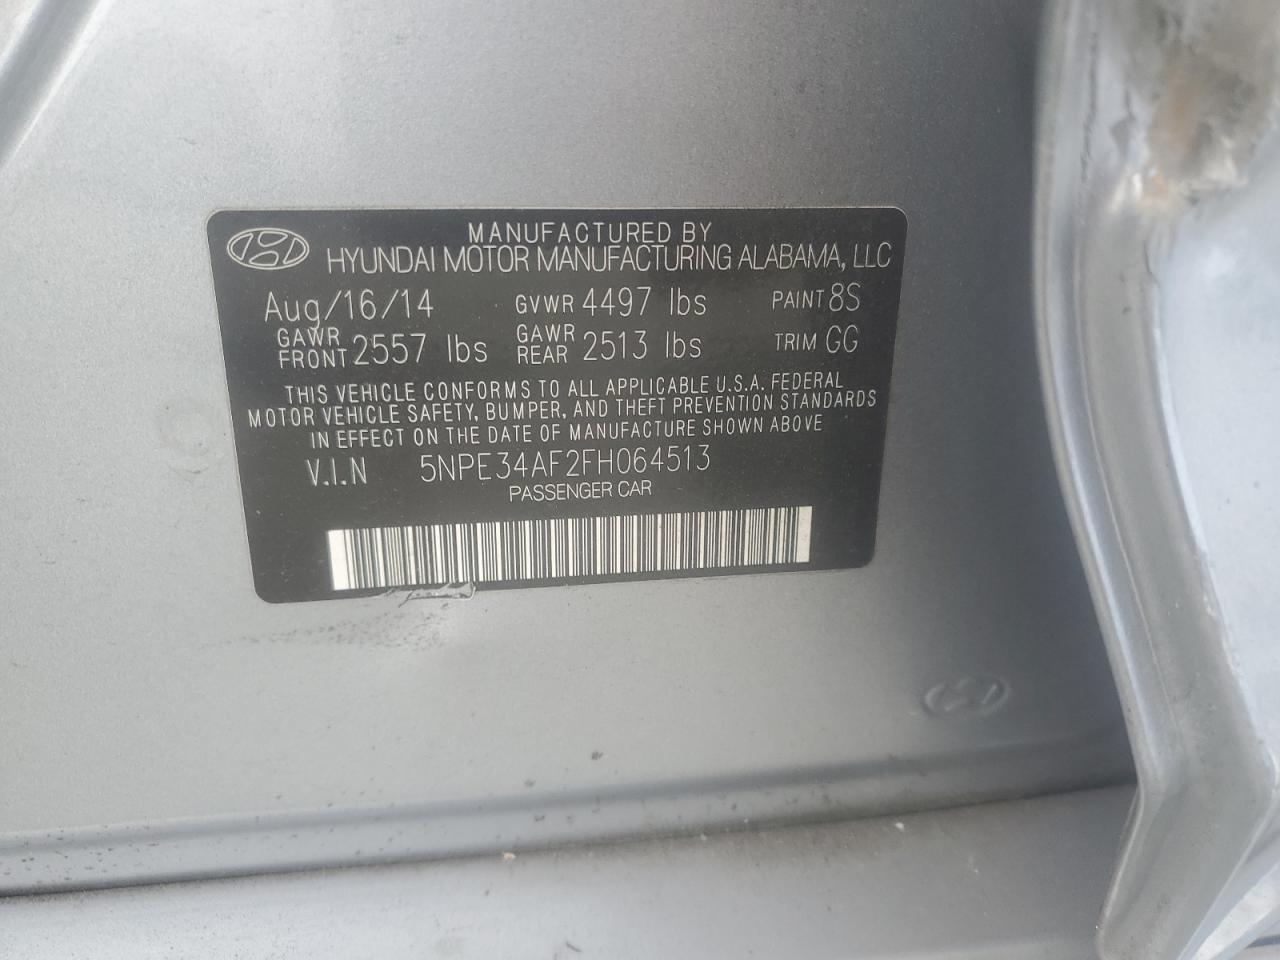 MANUFACTURED BY
HYUNDAI MOTOR MANUFACTURING ALABAMA, LLC
Aug/16/14 GVWR 4497 lbs PAINT 8S
GAWR FRONT 2557 lbs GAWR REAR 2513 lbs TRIM GG
THIS VEHICLE CONFORMS TO ALL APPLICABLE U.S.A. FEDERAL
MOTOR VEHICLE SAFETY, BUMPER, AND THEFT PREVENTION STANDARDS
IN EFFECT ON THE DATE OF MANUFACTURE SHOWN ABOVE
V.I.N 5NPE34AF2FH064513
PASSENGER CAR